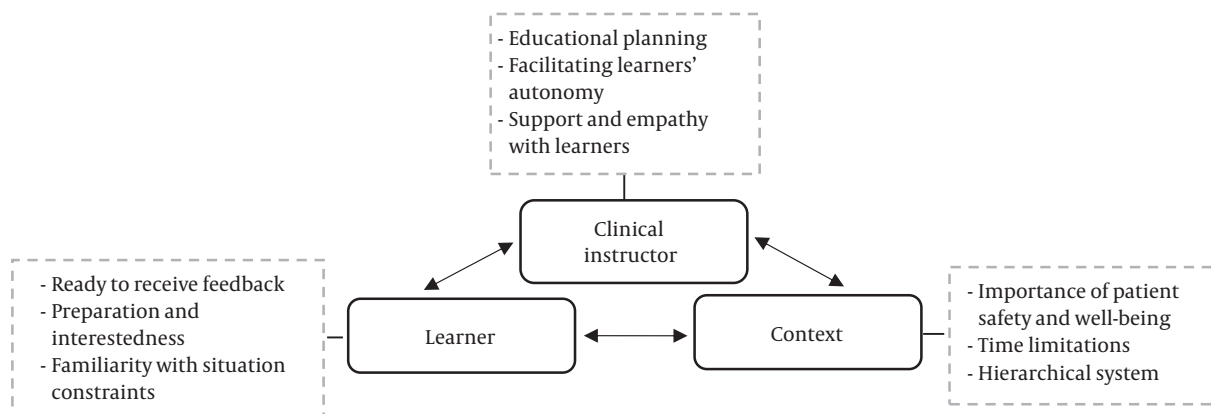 - Educational planning
- Facilitating learners’
autonomy
- Support and empathy
with learners
Clinical
instructor
- Ready to receive feedback
- Preparation and
interestedness
- Familiarity with situation
constraints
Learner
Context
- Importance of patient
safety and well-being
- Time limitations
- Hierarchical system